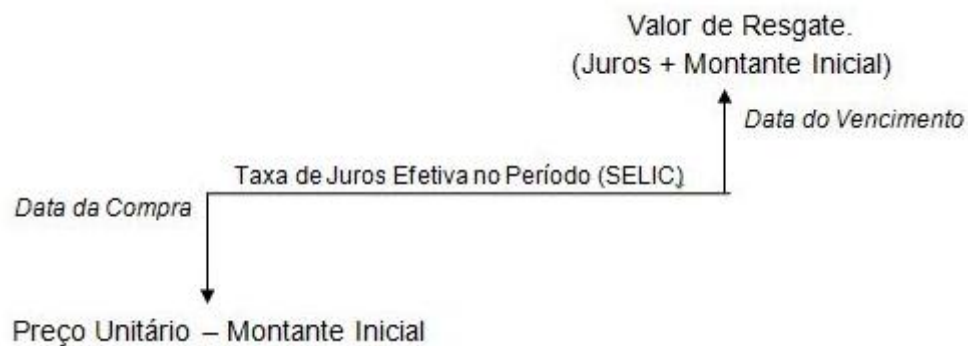 Valor de Resgate.
(Juros + Montante Inicial)
Data do Vencimento
Taxa de Juros Efetiva no Período (SELIC)
Data da Compra
Preço Unitário – Montante Inicial